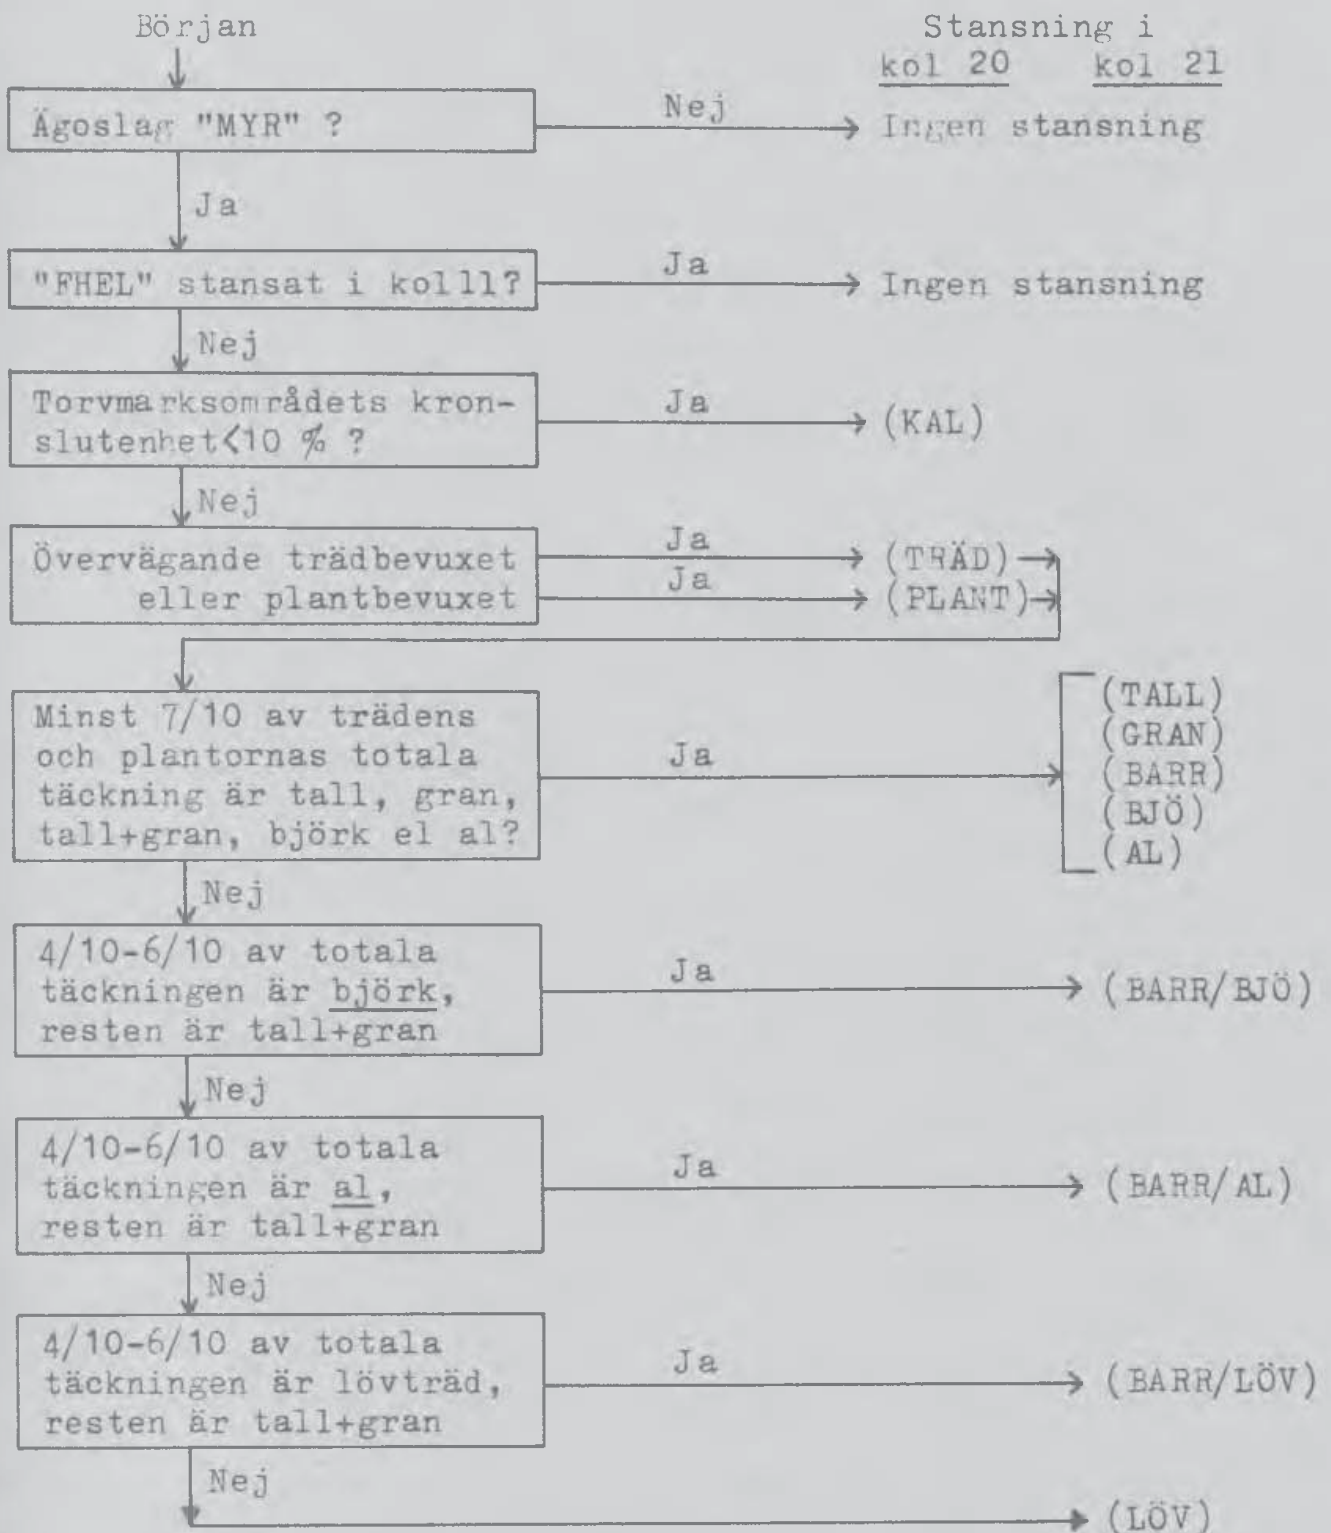 Början
Stansning i
kol 20 kol 21
Ägoslag "MYR" ?
Nej
Ingen stansning
Ja
"FHEL" stansat i kol11?
Ja
Ingen stansning
Nej
Torvmarksområdets kron-
slutenhet<10 % ?
Ja
(KAL)
Nej
Övervägande trädbevuxet
eller plantbevuxet
Ja
(TRÄD)
Ja
(PLANT)
Minst 7/10 av trädens
och plantornas totala
täckning är tall, gran,
tall+gran, björk el al?
Ja
(TALL)
(GRAN)
(BARR)
(BJÖ)
(AL)
Nej
4/10-6/10 av totala
täckningen är björk,
resten är tall+gran
Ja
(BARR/BJÖ)
Nej
4/10-6/10 av totala
täckningen är al,
resten är tall+gran
Ja
(BARR/AL)
Nej
4/10-6/10 av totala
täckningen är lövträd,
resten är tall+gran
Ja
(BARR/LÖV)
Nej
(LÖV)